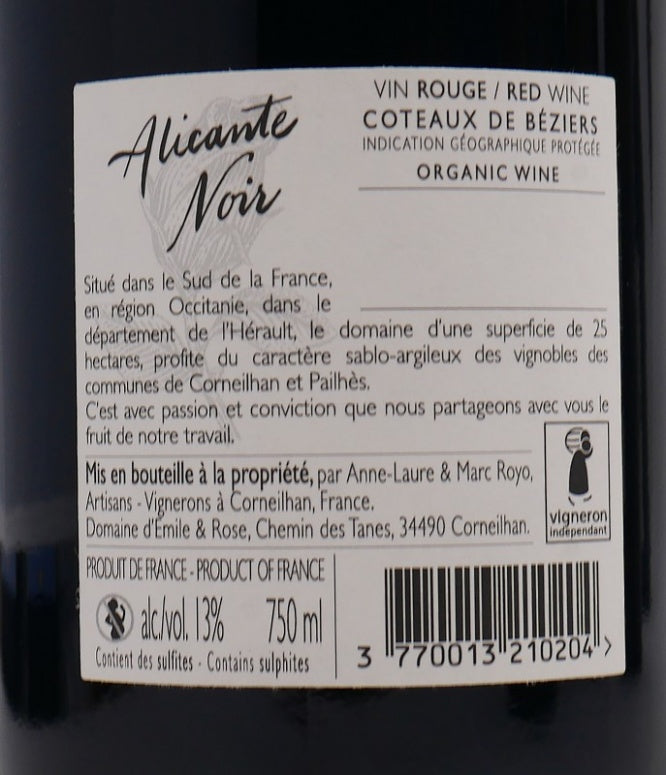 Alicante
Noir
VIN ROUGE / RED WINE
COTEAUX DE BÉZIERS
INDICATION GÉOGRAPHIQUE PROTÉGÉE
ORGANIC WINE
Situé dans le Sud de la France,
en région Occitanie, dans le
département de l'Hérault, le domaine d'une superficie de 25
hectares, profite du caractère sablo-argileux des vignobles des
communes de Corneilhan et Pailhès.
C'est avec passion et conviction que nous partageons avec vous le
fruit de notre travail.
Mis en bouteille à la propriété, par Anne-Laure & Marc Royo,
Artisans - Vignerons à Corneilhan, France.
Domaine d'Emile & Rose, Chemin des Tanes, 34490 Corneilhan.
vigneron
indépendant
PRODUIT DE FRANCE - PRODUCT OF FRANCE
alc./vol. 13% 750 ml
Contient des sulfites - Contains sulphites
3 770013 210204 >